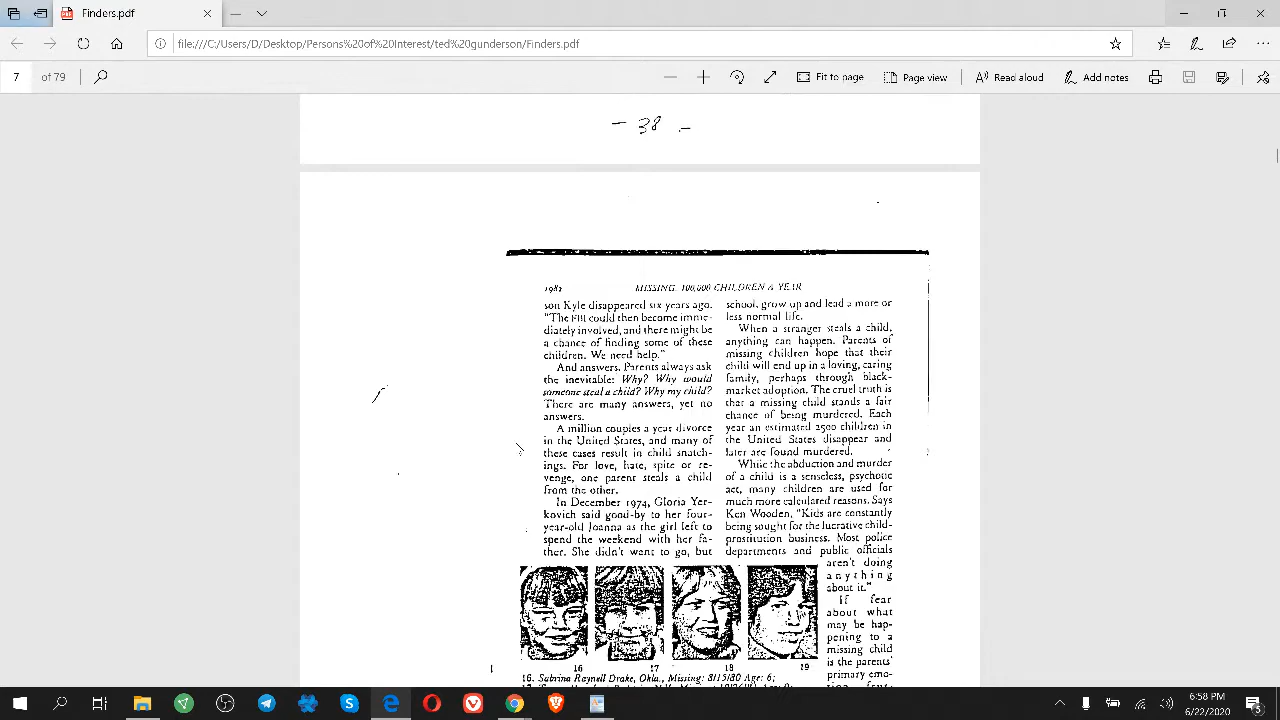 Finders.pdf
file:///C:/Users/D/Desktop/Persons%20of%20Interest/ted%20gunderson/Finders.pdf
7 of 79
Fit to page
Page view
Read aloud
Add notes
- 38 -
1982 MISSING: 100,000 CHILDREN A YEAR
son Kyle disappeared six years ago.
"The FBI could then become imme-
diately involved, and there might be
a chance of finding some of these
children. We need help."
And answers. Parents always ask
the inevitable: Why? Why would
someone steal a child? Why my child?
There are many answers, yet no
answers.
A million couples a year divorce
in the United States, and many of
these cases result in child snatch-
ings. For love, hate, spite or re-
venge, one parent steals a child
from the other.
In December 1974, Gloria Yer-
kovich said good-by to her four-
year-old Joanna as the girl left to
spend the weekend with her fa-
ther. She didn't want to go, but
school, grow up and lead a more or
less normal life.
When a stranger steals a child,
anything can happen. Parents of
missing children hope that their
child will end up in a loving, caring
family, perhaps through black-
market adoption. The cruel truth is
that a missing child stands a fair
chance of being murdered. Each
year an estimated 2500 children in
the United States disappear and
later are found murdered.
While the abduction and murder
of a child is a senseless, psychotic
act, many children are used for
much more calculated reasons. Says
Ken Wooden, "Kids are constantly
being sought for the lucrative child-
prostitution business. Most police
departments and public officials
aren't doing
anything
about it."
If fear
about what
may be hap-
pening to a
missing child
is the parents'
primary emo-
16 17 18 19
16. Sabrina Raynell Drake, Okla., Missing: 8/15/80 Age: 6;
6:58 PM
6/22/2020